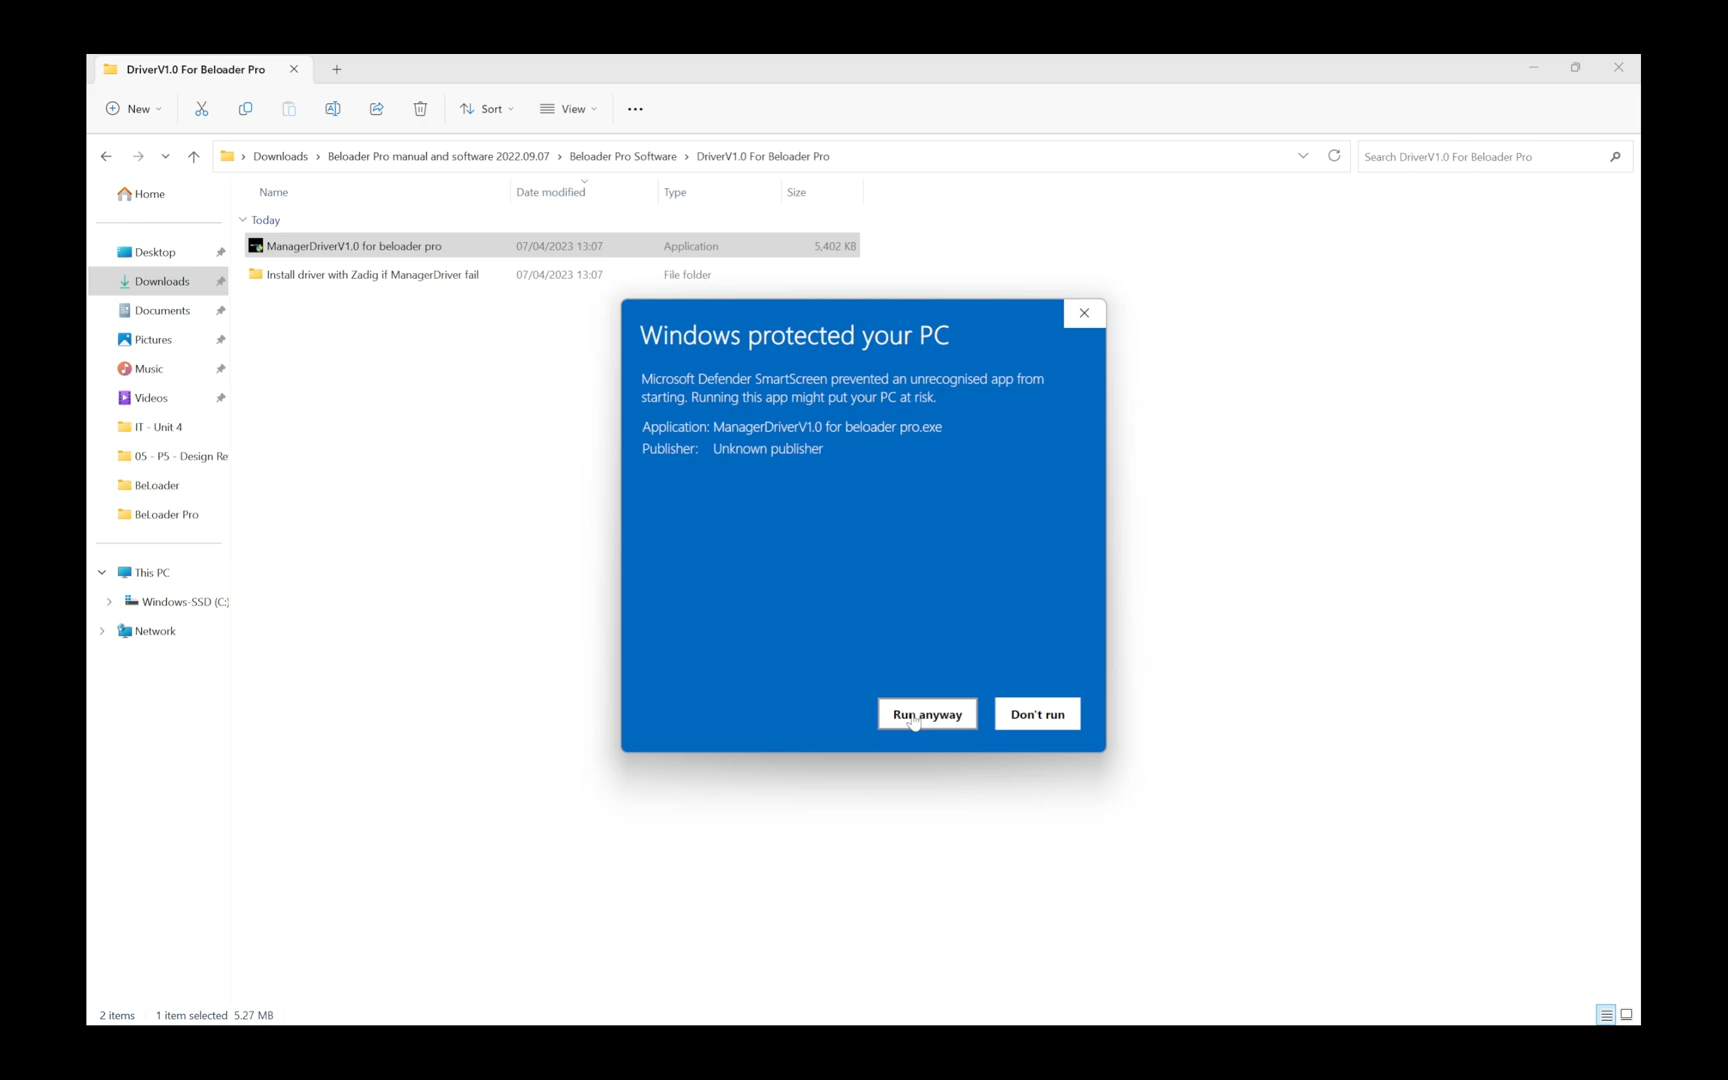 DriverV1.0 For Beloader Pro
New
Sort
View
Downloads > Beloader Pro manual and software 2022.09.07 > Beloader Pro Software > DriverV1.0 For Beloader Pro
Search DriverV1.0 For Beloader Pro
Home
Desktop
Downloads
Documents
Pictures
Music
Videos
IT - Unit 4
05 - P5 - Design Re
BeLoader
BeLoader Pro
This PC
Windows-SSD (C:)
Network
Name Date modified Type Size
Today
ManagerDriverV1.0 for beloader pro 07/04/2023 13:07 Application 5,402 KB
Install driver with Zadig if ManagerDriver fail 07/04/2023 13:07 File folder
Windows protected your PC
Microsoft Defender SmartScreen prevented an unrecognised app from
starting. Running this app might put your PC at risk.
Application: ManagerDriverV1.0 for beloader pro.exe
Publisher: Unknown publisher
Run anyway
Don't run
2 items 1 item selected 5.27 MB